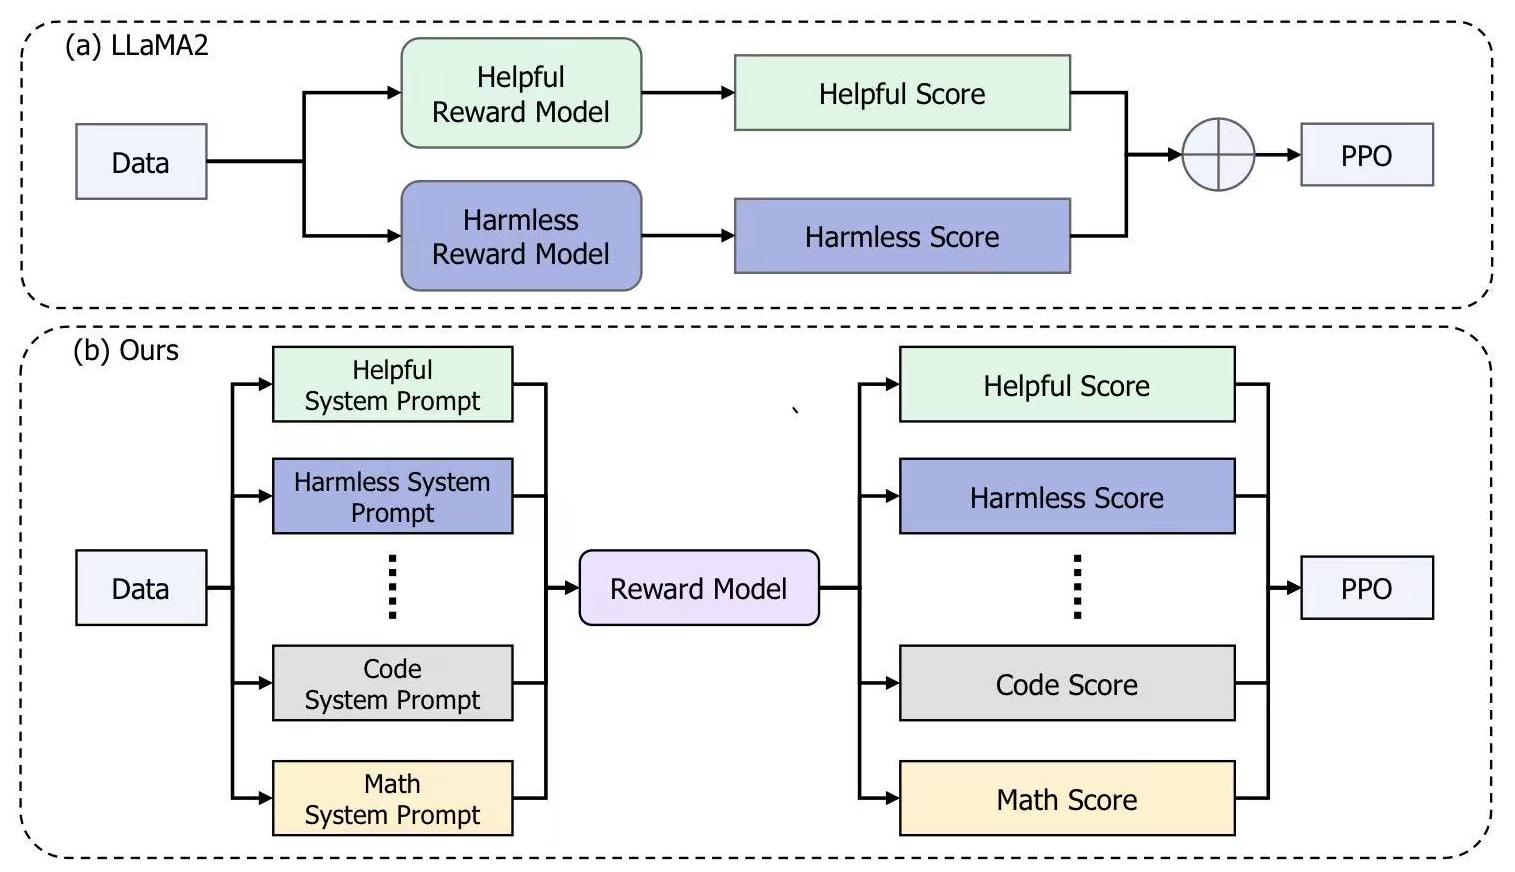 (a) LLaMA2
Data
Helpful
Reward Model
Helpful Score
Harmless
Reward Model
Harmless Score
PPO
(b) Ours
Data
Helpful
System Prompt
Harmless System
Prompt
Code
System Prompt
Math
System Prompt
Reward Model
Helpful Score
Harmless Score
Code Score
Math Score
PPO